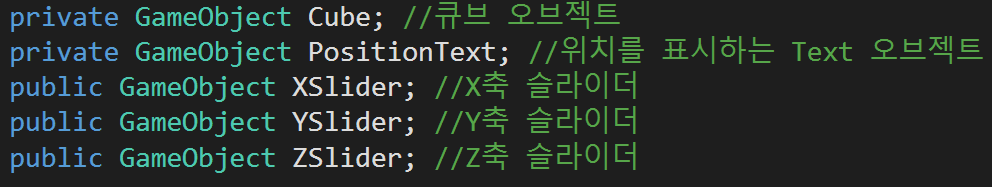 private GameObject Cube; //큐브 오브젝트
private GameObject PositionText; //위치를 표시하는 Text 오브젝트
public GameObject XSlider; //X축 슬라이더
public GameObject YSlider; //Y축 슬라이더
public GameObject ZSlider; //Z축 슬라이더